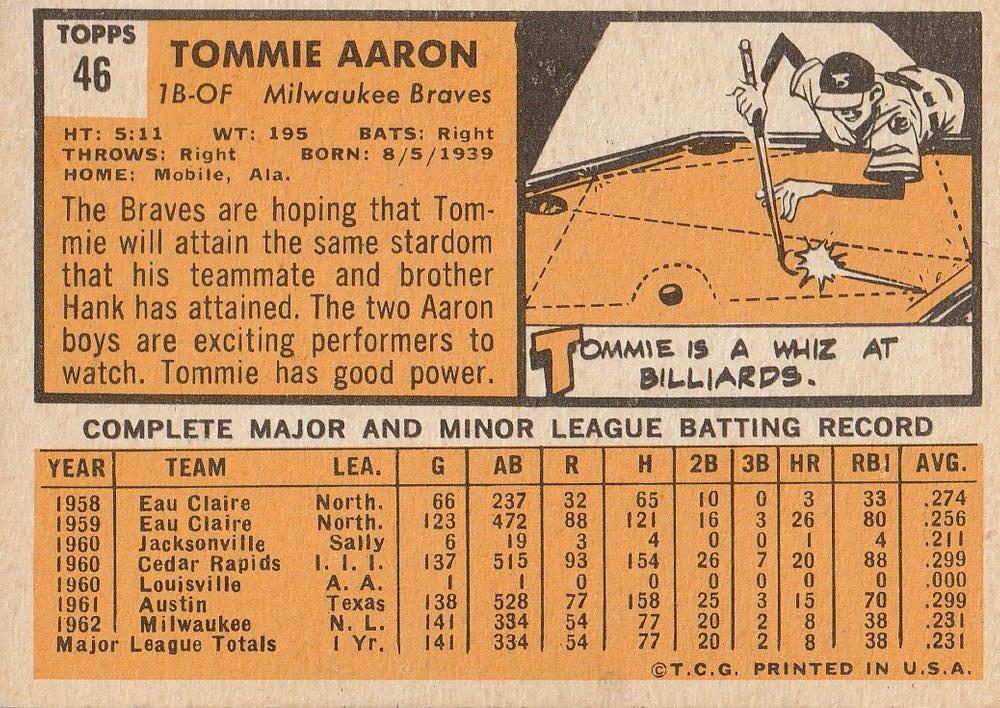 TOPPS
46
TOMMIE AARON
1B-OF Milwaukee Braves
HT: 5:11 WT: 195 BATS: Right
THROWS: Right BORN: 8/5/1939
HOME: Mobile, Ala.
The Braves are hoping that Tom-
mie will attain the same stardom
that his teammate and brother
Hank has attained. The two Aaron
boys are exciting performers to
watch. Tommie has good power.
TOMMIE IS A WHIZ AT
BILLIARDS.
COMPLETE MAJOR AND MINOR LEAGUE BATTING RECORD
YEAR TEAM LEA. G AB R H 2B 3B HR RBI AVG.
1958 Eau Claire North. 66 237 32 65 10 0 3 33 .274
1959 Eau Claire North. 123 472 88 121 16 3 26 80 .256
1960 Jacksonville Sally 6 19 3 4 0 0 1 4 .211
1960 Cedar Rapids I. I. I. 137 515 93 154 26 7 20 88 .299
1960 Louisville A. A. 1 1 0 0 0 0 0 0 .000
1961 Austin Texas 138 528 77 158 25 3 15 70 .299
1962 Milwaukee N. L. 141 334 54 77 20 2 8 38 .231
Major League Totals 1 Yr. 141 334 54 77 20 2 8 38 .231
©T.C.G. PRINTED IN U.S.A.